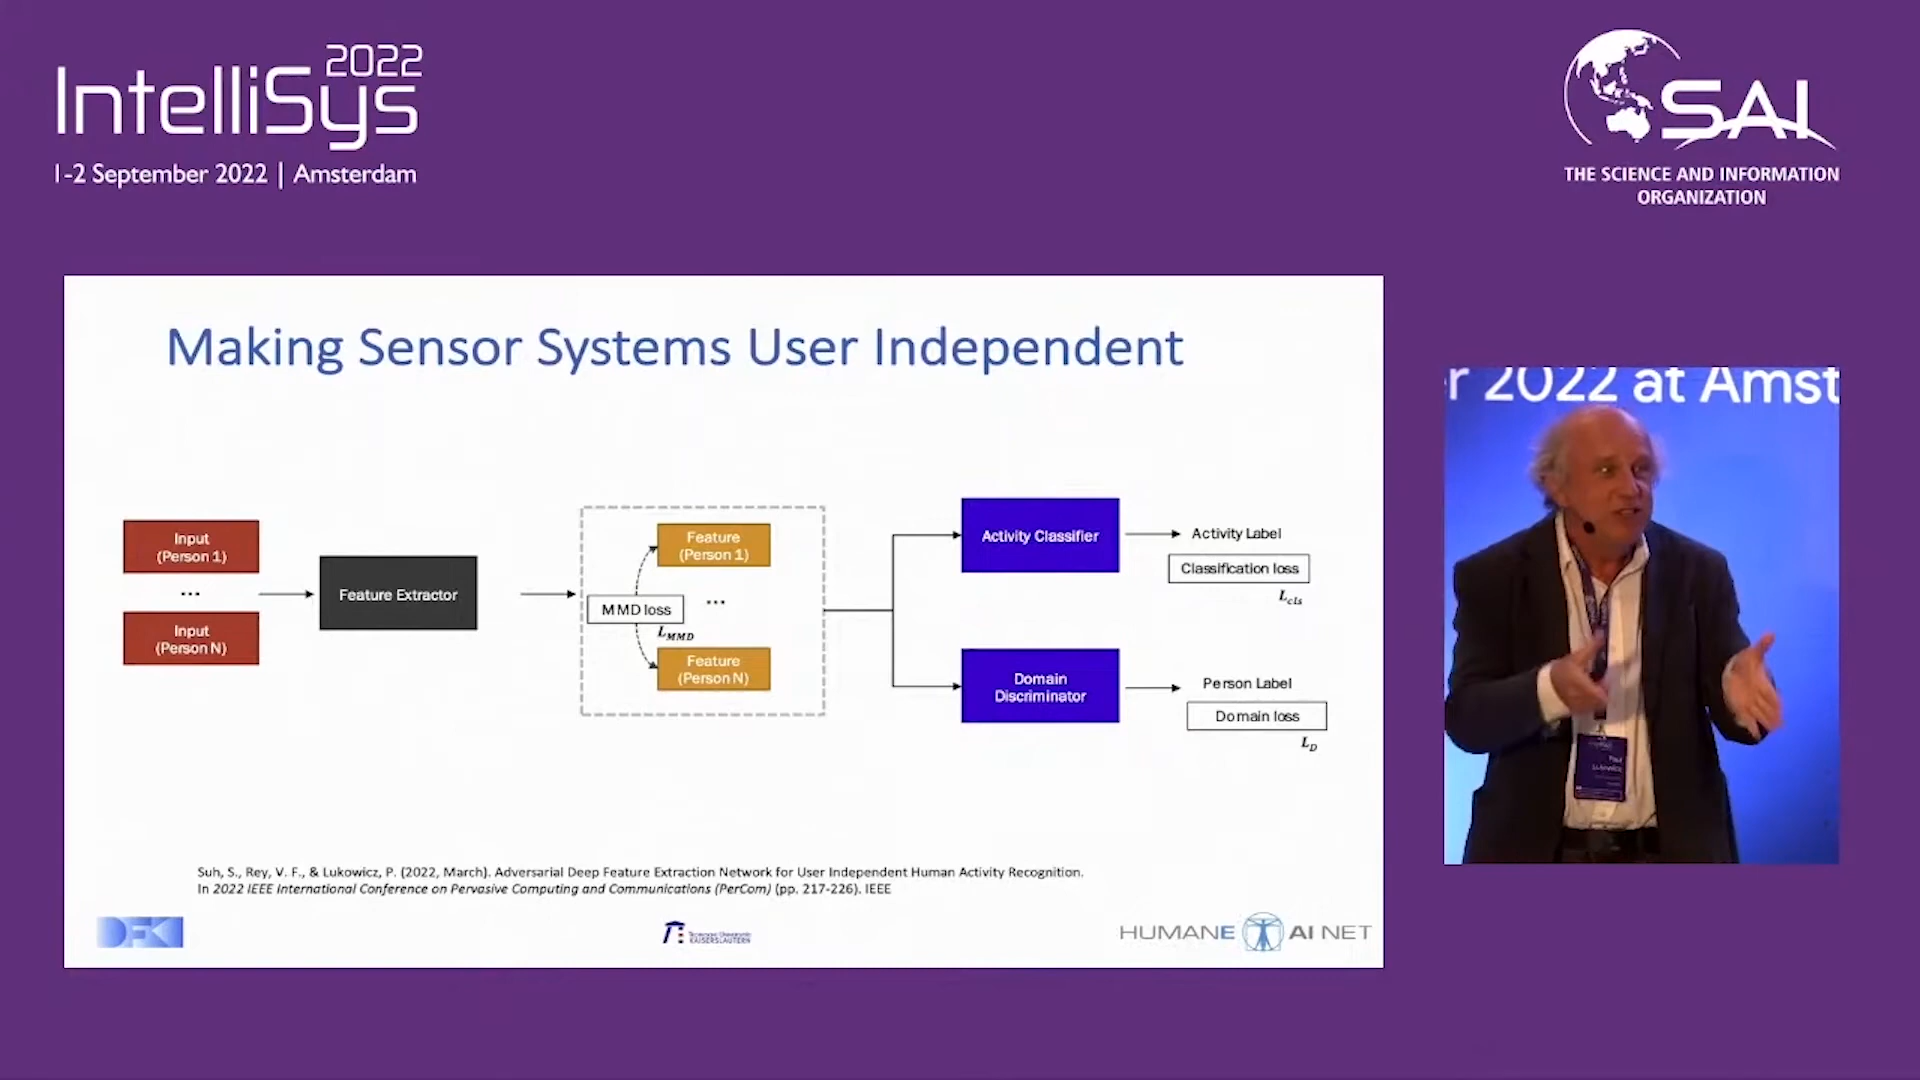 2022
IntelliSys
1-2 September 2022 | Amsterdam
SAI
THE SCIENCE AND INFORMATION
ORGANIZATION
r 2022 at Amst
Making Sensor Systems User Independent
Input
(Person 1)
...
Input
(Person N)
Feature Extractor
Feature
(Person 1)
MMD loss
...
L_MMD
Feature
(Person N)
Activity Classifier
Activity Label
Classification loss
L_cls
Domain
Discriminator
Person Label
Domain loss
L_D
Suh, S., Rey, V. F., & Lukowicz, P. (2022, March). Adversarial Deep Feature Extraction Network for User Independent Human Activity Recognition.
In 2022 IEEE International Conference on Pervasive Computing and Communications (PerCom) (pp. 217-226). IEEE
DFKI
KAISERSLAUTERN
HUMANE AI NET
Paul
Lukowicz